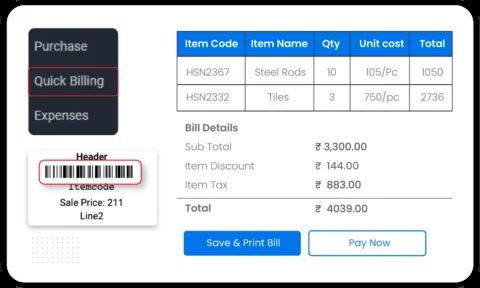 Purchase
Quick Billing
Expenses
Header
Itemcode
Sale Price: 211
Line2
Item Code Item Name Qty Unit cost Total
HSN2367 Steel Rods 10 105/Pc 1050
HSN2332 Tiles 3 750/pc 2736
Bill Details
Sub Total ₹ 3,300.00
Item Discount ₹ 144.00
Item Tax ₹ 883.00
Total ₹ 4039.00
Save & Print Bill Pay Now